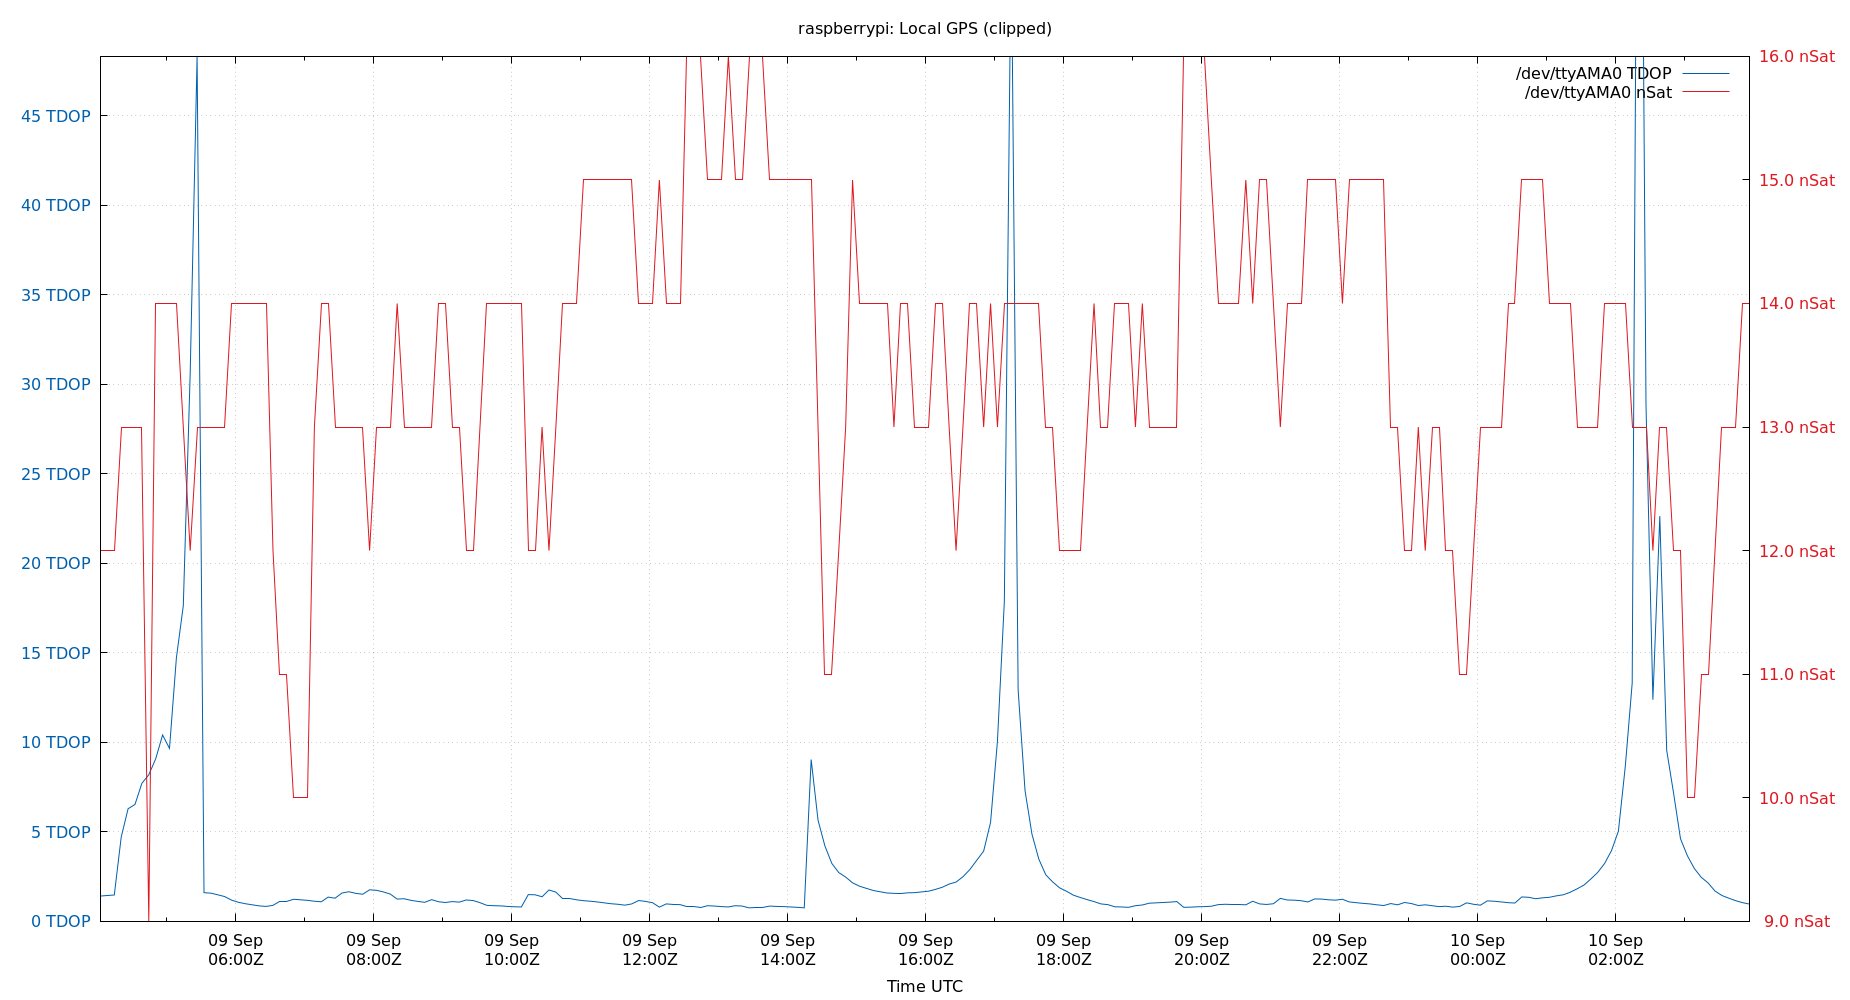 raspberrypi: Local GPS (clipped)
/dev/ttyAMA0 TDOP
/dev/ttyAMA0 nSat
45 TDOP
40 TDOP
35 TDOP
30 TDOP
25 TDOP
20 TDOP
15 TDOP
10 TDOP
5 TDOP
0 TDOP
16.0 nSat
15.0 nSat
14.0 nSat
13.0 nSat
12.0 nSat
11.0 nSat
10.0 nSat
9.0 nSat
09 Sep 09 Sep 09 Sep 09 Sep 09 Sep 09 Sep 09 Sep 09 Sep 09 Sep 10 Sep 10 Sep
06:00Z 08:00Z 10:00Z 12:00Z 14:00Z 16:00Z 18:00Z 20:00Z 22:00Z 00:00Z 02:00Z
Time UTC